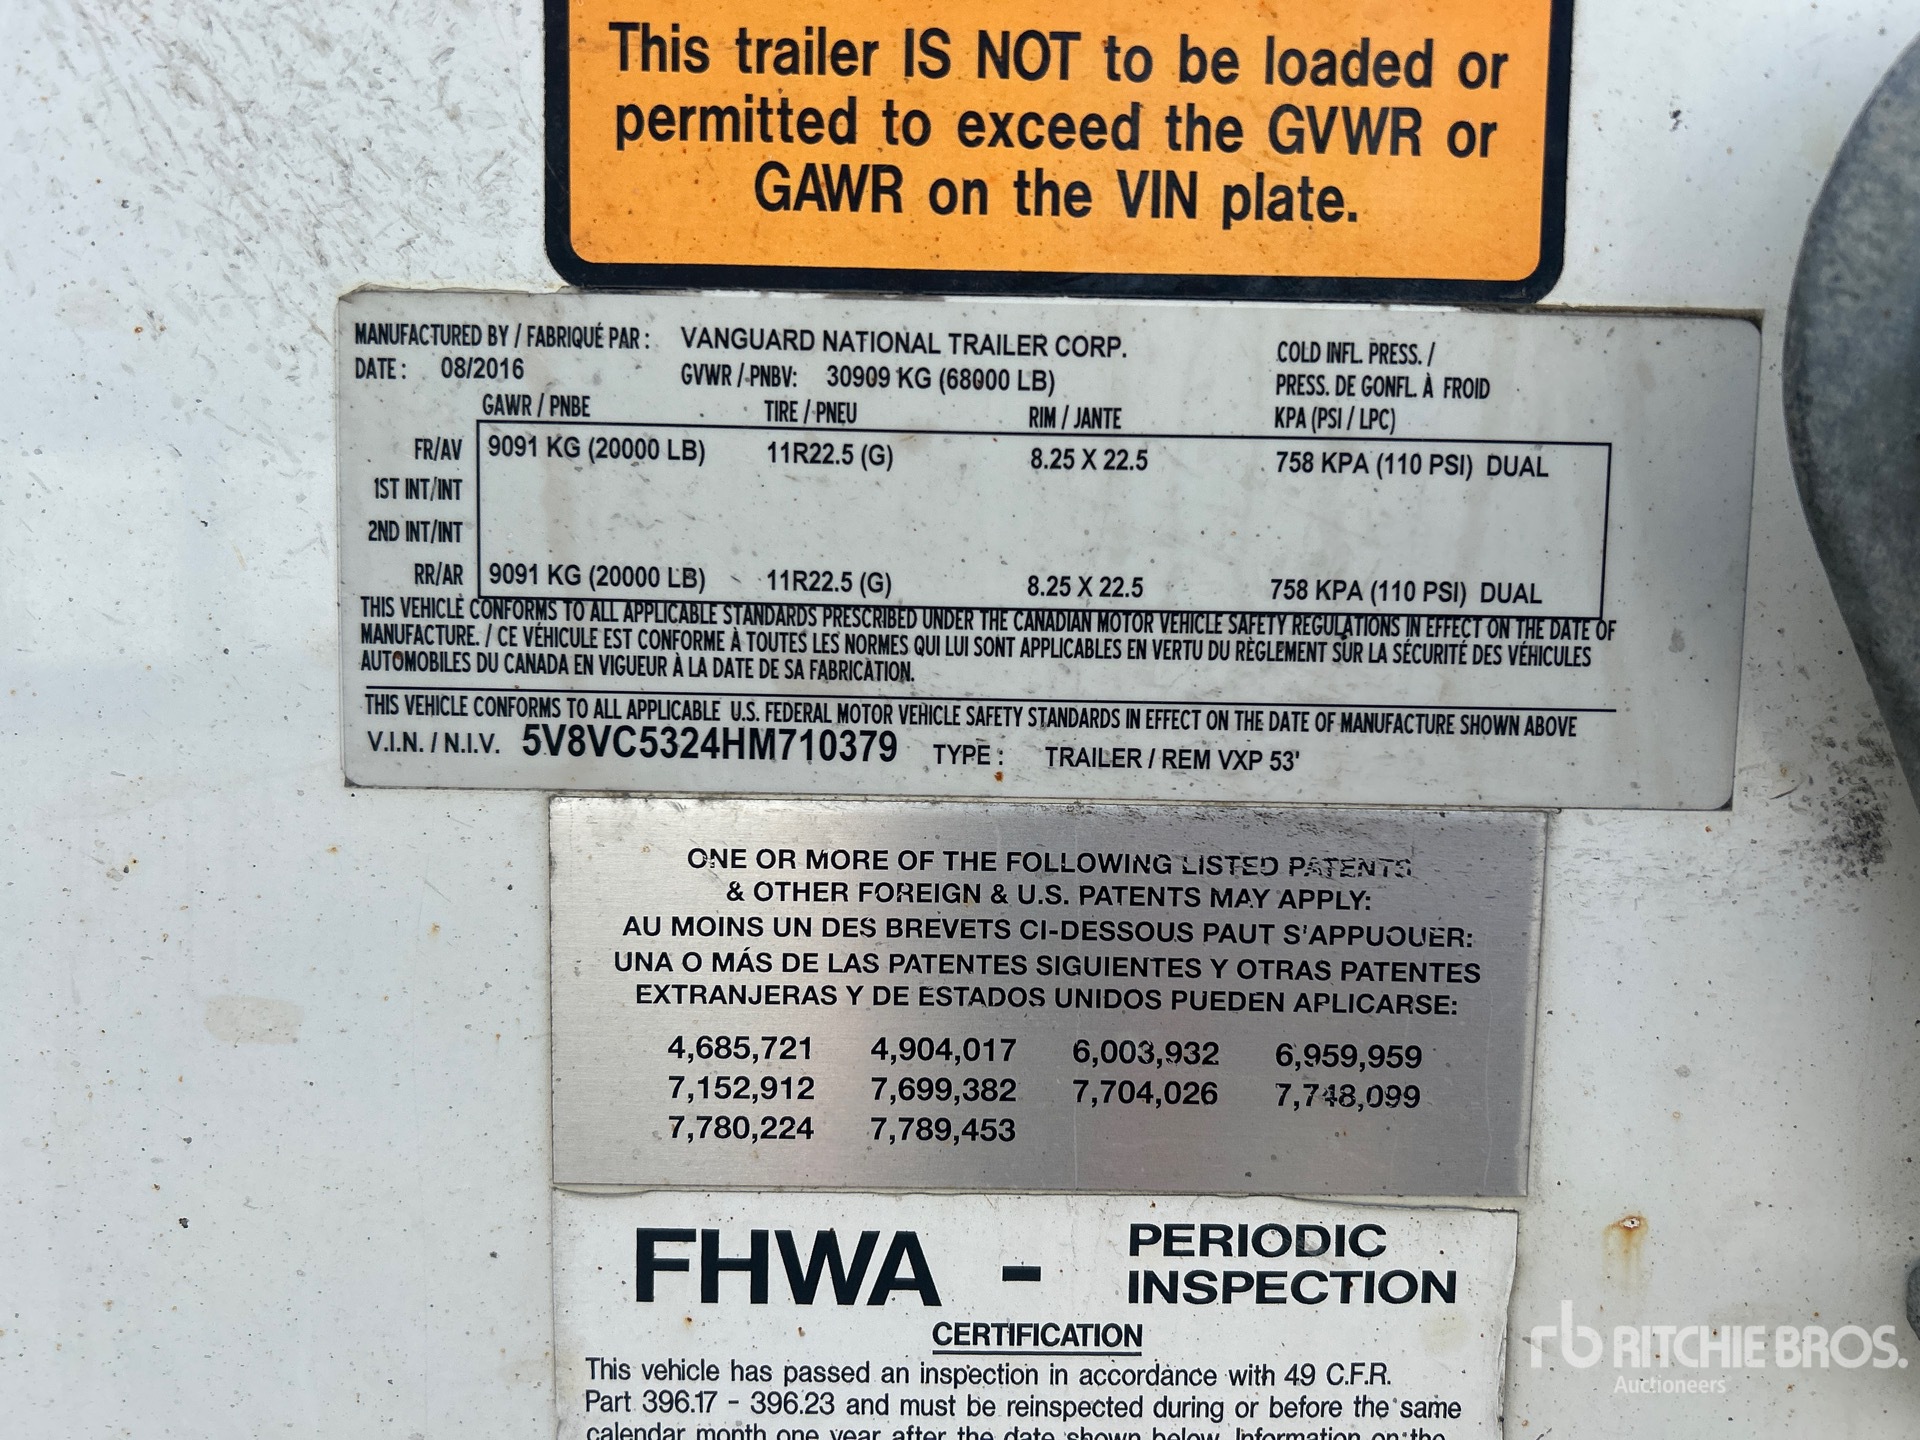 This trailer IS NOT to be loaded or
permitted to exceed the GVWR or
GAWR on the VIN plate.
MANUFACTURED BY / FABRIQUÉ PAR : VANGUARD NATIONAL TRAILER CORP.
DATE : 08/2016 GVWR / PNBV: 30909 KG (68000 LB)
COLD INFL. PRESS. /
PRESS. DE GONFL. À FROID
GAWR / PNBE TIRE / PNEU RIM / JANTE KPA (PSI / LPC)
FR/AV 9091 KG (20000 LB) 11R22.5 (G) 8.25 X 22.5 758 KPA (110 PSI) DUAL
1ST INT/INT
2ND INT/INT
RR/AR 9091 KG (20000 LB) 11R22.5 (G) 8.25 X 22.5 758 KPA (110 PSI) DUAL
THIS VEHICLE CONFORMS TO ALL APPLICABLE STANDARDS PRESCRIBED UNDER THE CANADIAN MOTOR VEHICLE SAFETY REGULATIONS IN EFFECT ON THE DATE OF
MANUFACTURE. / CE VÉHICULE EST CONFORME À TOUTES LES NORMES QUI LUI SONT APPLICABLES EN VERTU DU RÈGLEMENT SUR LA SÉCURITÉ DES VÉHICULES
AUTOMOBILES DU CANADA EN VIGUEUR À LA DATE DE SA FABRICATION.
THIS VEHICLE CONFORMS TO ALL APPLICABLE U.S. FEDERAL MOTOR VEHICLE SAFETY STANDARDS IN EFFECT ON THE DATE OF MANUFACTURE SHOWN ABOVE
V.I.N. / N.I.V. 5V8VC5324HM710379 TYPE : TRAILER / REM VXP 53'
ONE OR MORE OF THE FOLLOWING LISTED PATENTS
& OTHER FOREIGN & U.S. PATENTS MAY APPLY:
AU MOINS UN DES BREVETS CI-DESSOUS PAUT S'APPUQUER:
UNA O MÁS DE LAS PATENTES SIGUIENTES Y OTRAS PATENTES
EXTRANJERAS Y DE ESTADOS UNIDOS PUEDEN APLICARSE:
4,685,721 4,904,017 6,003,932 6,959,959
7,152,912 7,699,382 7,704,026 7,748,099
7,780,224 7,789,453
FHWA - PERIODIC
INSPECTION
CERTIFICATION
This vehicle has passed an inspection in accordance with 49 C.F.R.
Part 396.17 - 396.23 and must be reinspected during or before the same
calendar month one year after the date shown below. Information on the
rb RITCHIE BROS.
Auctioneers